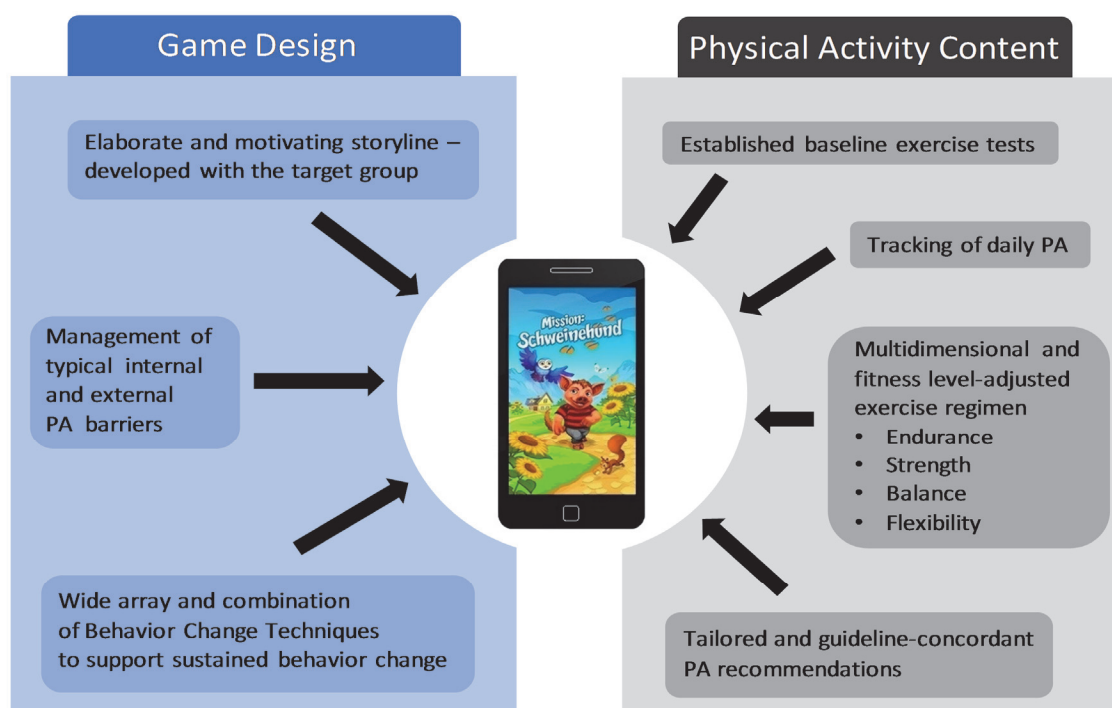 Game Design
Elaborate and motivating storyline –
developed with the target group
Management of
typical internal
and external
PA barriers
Wide array and combination
of Behavior Change Techniques
to support sustained behavior change
Mission:
Schweinehund
Physical Activity Content
Established baseline exercise tests
Tracking of daily PA
Multidimensional and
fitness level-adjusted
exercise regimen
• Endurance
• Strength
• Balance
• Flexibility
Tailored and guideline-concordant
PA recommendations